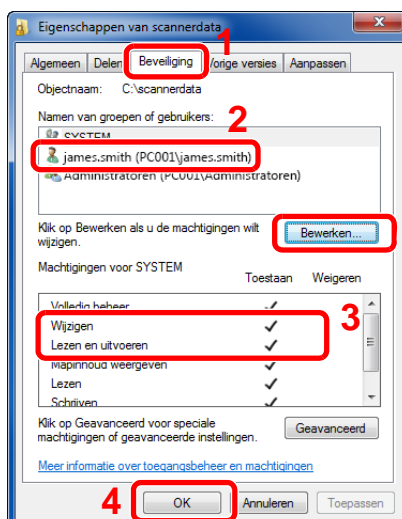 Eigenschappen van scannerdata
1
Algemeen Delen Beveiliging Vorige versies Aanpassen
Objectnaam: C:\scannerdata
Namen van groepen of gebruikers:
2
SYSTEM
james.smith (PC001\james.smith)
Administratoren (PC001\Administratoren)
Klik op Bewerken als u de machtigingen wilt
wijzigen.
Bewerken...
Machtigingen voor SYSTEM
Toestaan Weigeren
Volledig beheer
Wijzigen
3
Lezen en uitvoeren
Mapinhoud weergeven
Lezen
Schrijven
Klik op Geavanceerd voor speciale
machtigingen of geavanceerde instellingen.
Geavanceerd
Meer informatie over toegangsbeheer en machtigingen
4
OK Annuleren Toepassen